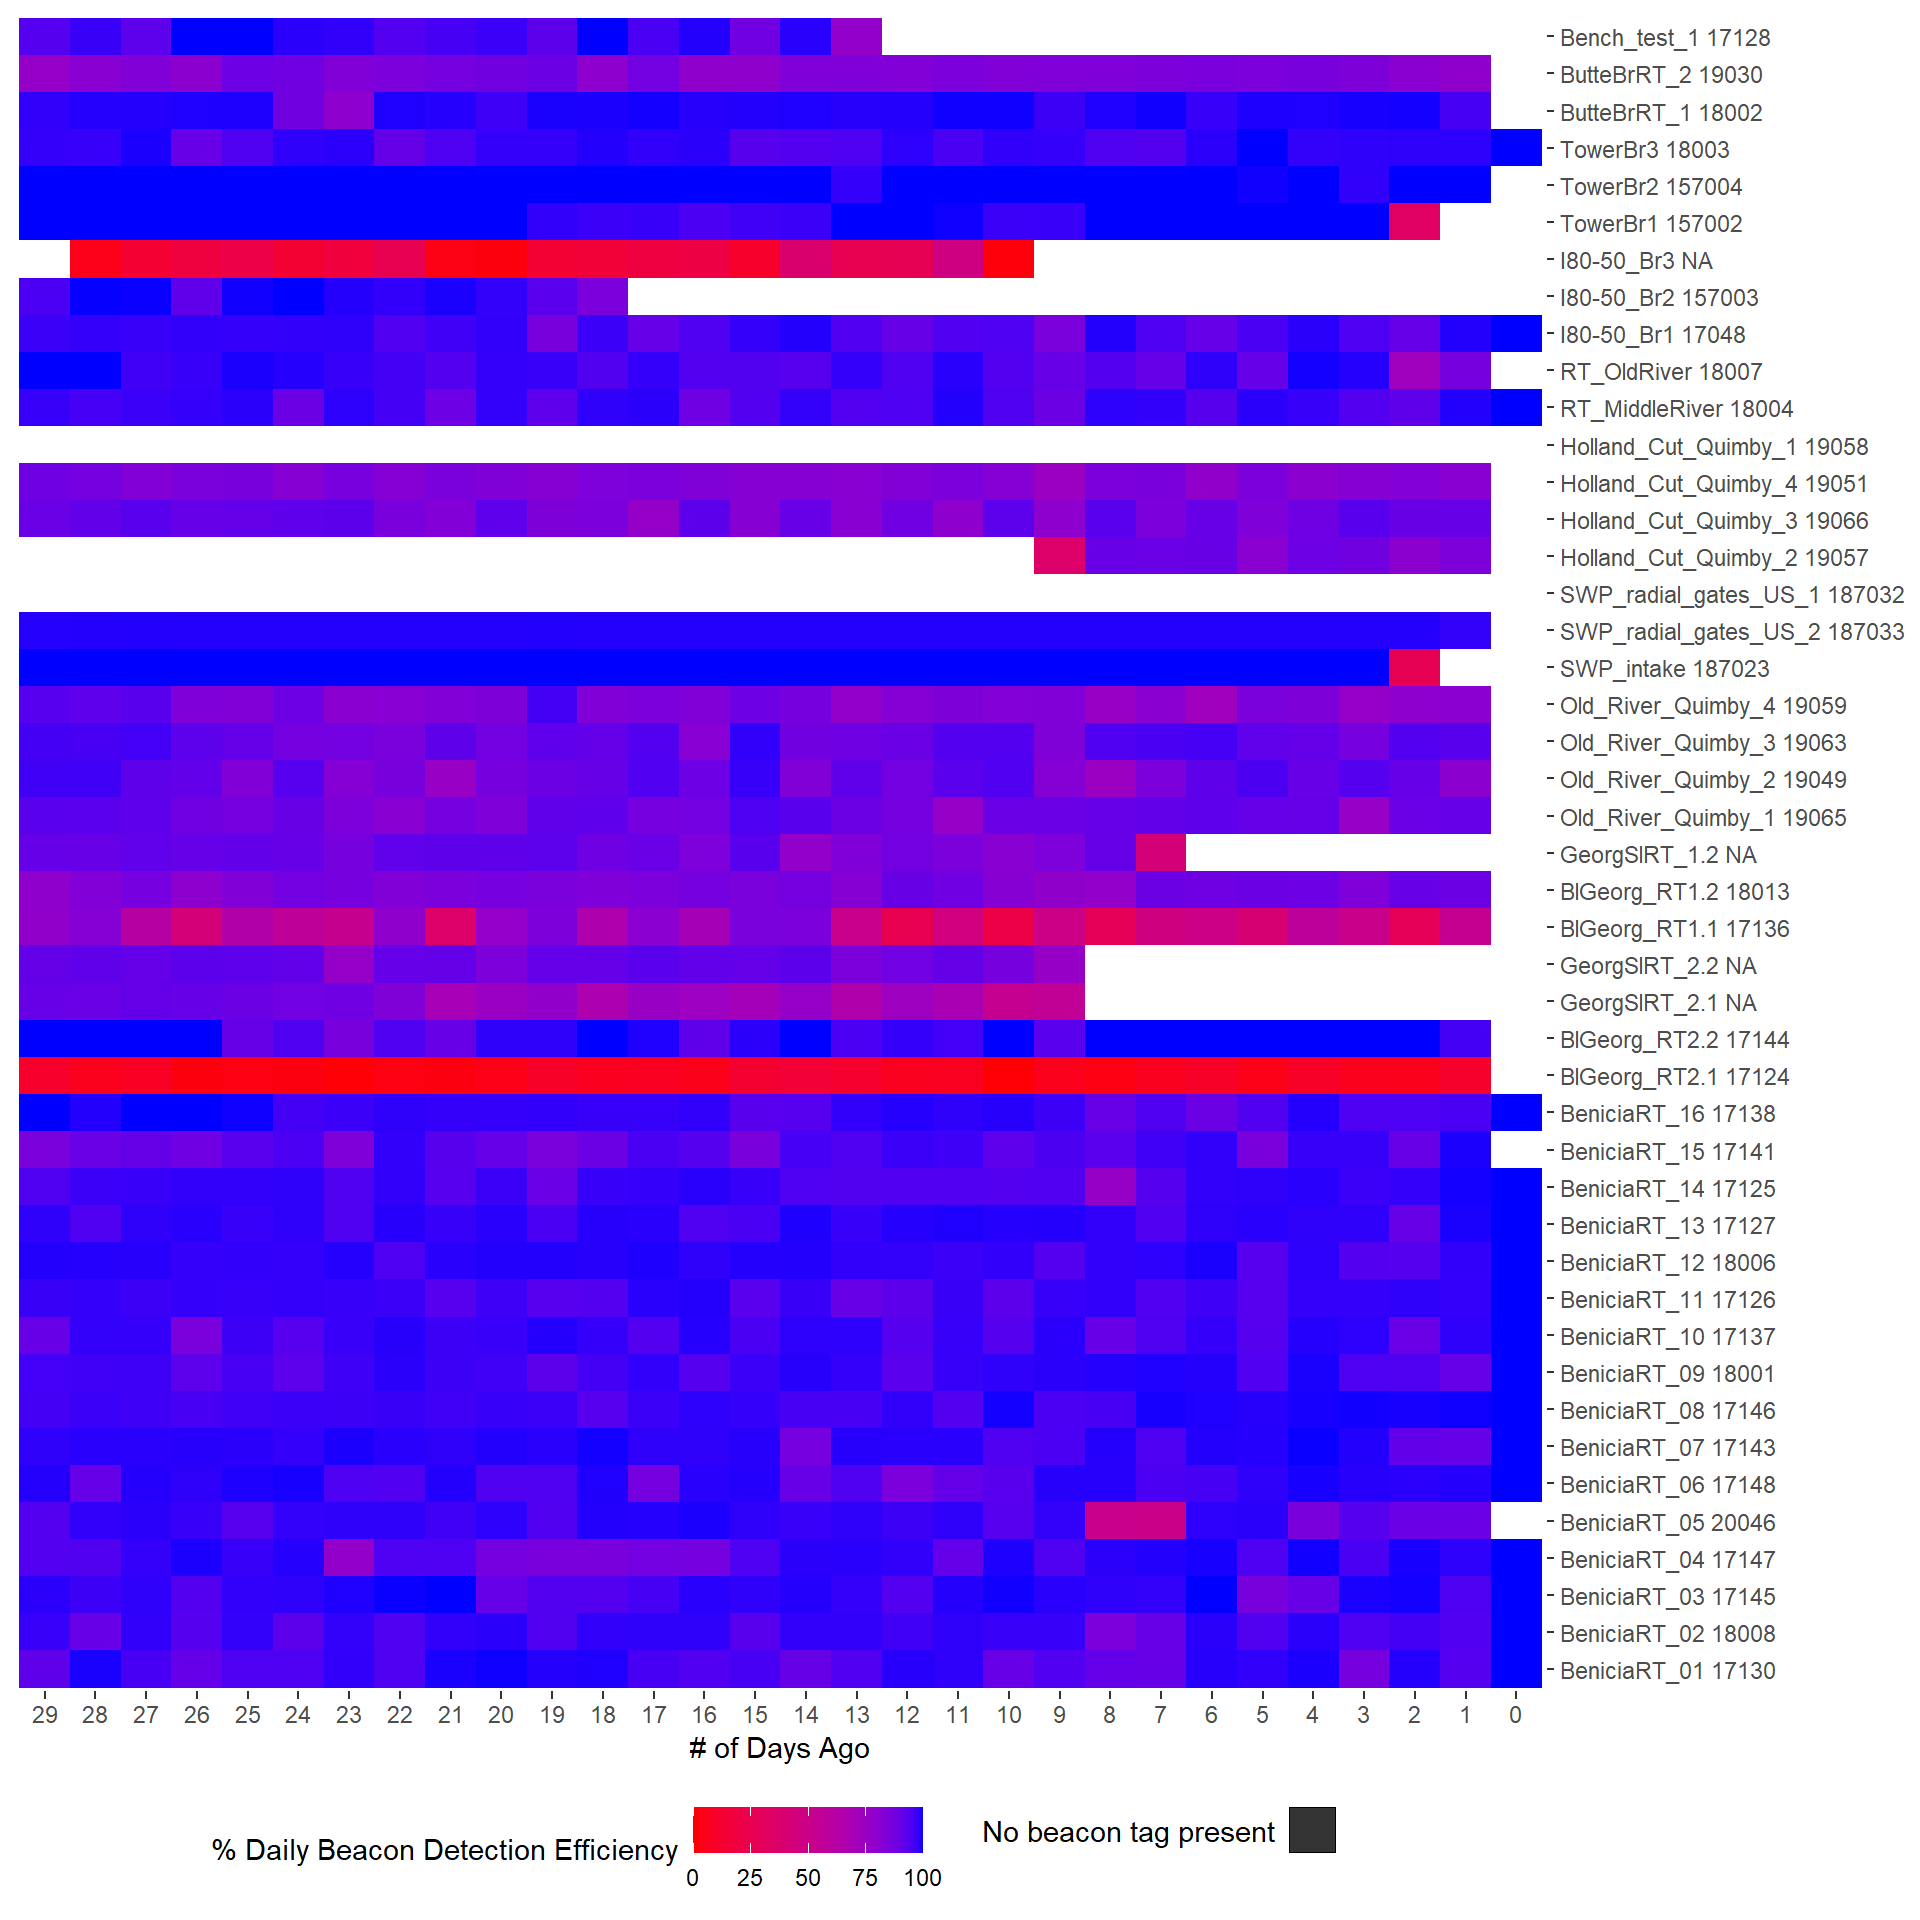 Bench_test_1 17128
ButteBrRT_2 19030
ButteBrRT_1 18002
TowerBr3 18003
TowerBr2 157004
TowerBr1 157002
I80-50_Br3 NA
I80-50_Br2 157003
I80-50_Br1 17048
RT_OldRiver 18007
RT_MiddleRiver 18004
Holland_Cut_Quimby_1 19058
Holland_Cut_Quimby_4 19051
Holland_Cut_Quimby_3 19066
Holland_Cut_Quimby_2 19057
SWP_radial_gates_US_1 187032
SWP_radial_gates_US_2 187033
SWP_intake 187023
Old_River_Quimby_4 19059
Old_River_Quimby_3 19063
Old_River_Quimby_2 19049
Old_River_Quimby_1 19065
GeorgSlRT_1.2 NA
BlGeorg_RT1.2 18013
BlGeorg_RT1.1 17136
GeorgSlRT_2.2 NA
GeorgSlRT_2.1 NA
BlGeorg_RT2.2 17144
BlGeorg_RT2.1 17124
BeniciaRT_16 17138
BeniciaRT_15 17141
BeniciaRT_14 17125
BeniciaRT_13 17127
BeniciaRT_12 18006
BeniciaRT_11 17126
BeniciaRT_10 17137
BeniciaRT_09 18001
BeniciaRT_08 17146
BeniciaRT_07 17143
BeniciaRT_06 17148
BeniciaRT_05 20046
BeniciaRT_04 17147
BeniciaRT_03 17145
BeniciaRT_02 18008
BeniciaRT_01 17130
29 28 27 26 25 24 23 22 21 20 19 18 17 16 15 14 13 12 11 10 9 8 7 6 5 4 3 2 1 0
# of Days Ago
% Daily Beacon Detection Efficiency
0 25 50 75 100
No beacon tag present